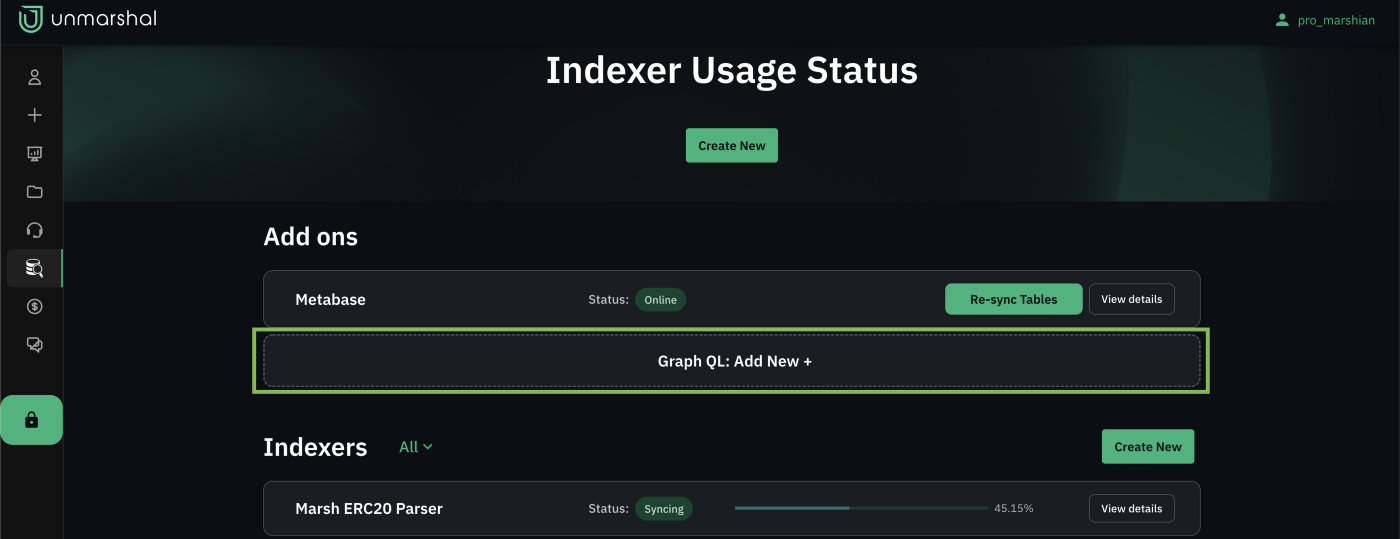 unmarshal
pro_marshian
Indexer Usage Status
Create New
Add ons
Metabase Status: Online Re-sync Tables View details
Graph QL: Add New +
Indexers All Create New
Marsh ERC20 Parser Status: Syncing 45.15% View details